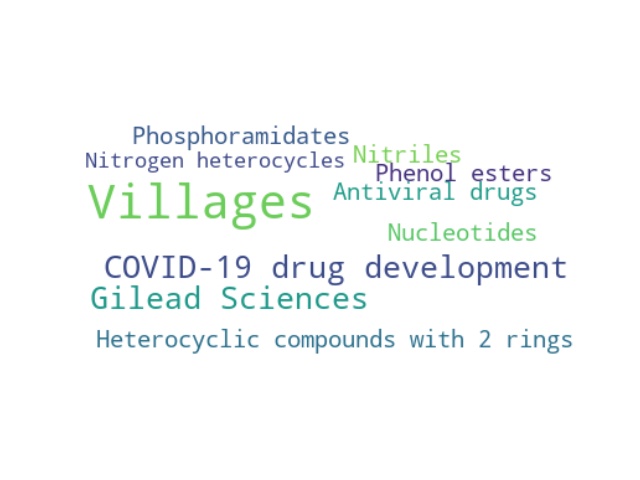 Phosphoramidates
Nitrogen heterocycles
Nitriles
Phenol esters
Villages
Antiviral drugs
Nucleotides
COVID-19 drug development
Gilead Sciences
Heterocyclic compounds with 2 rings